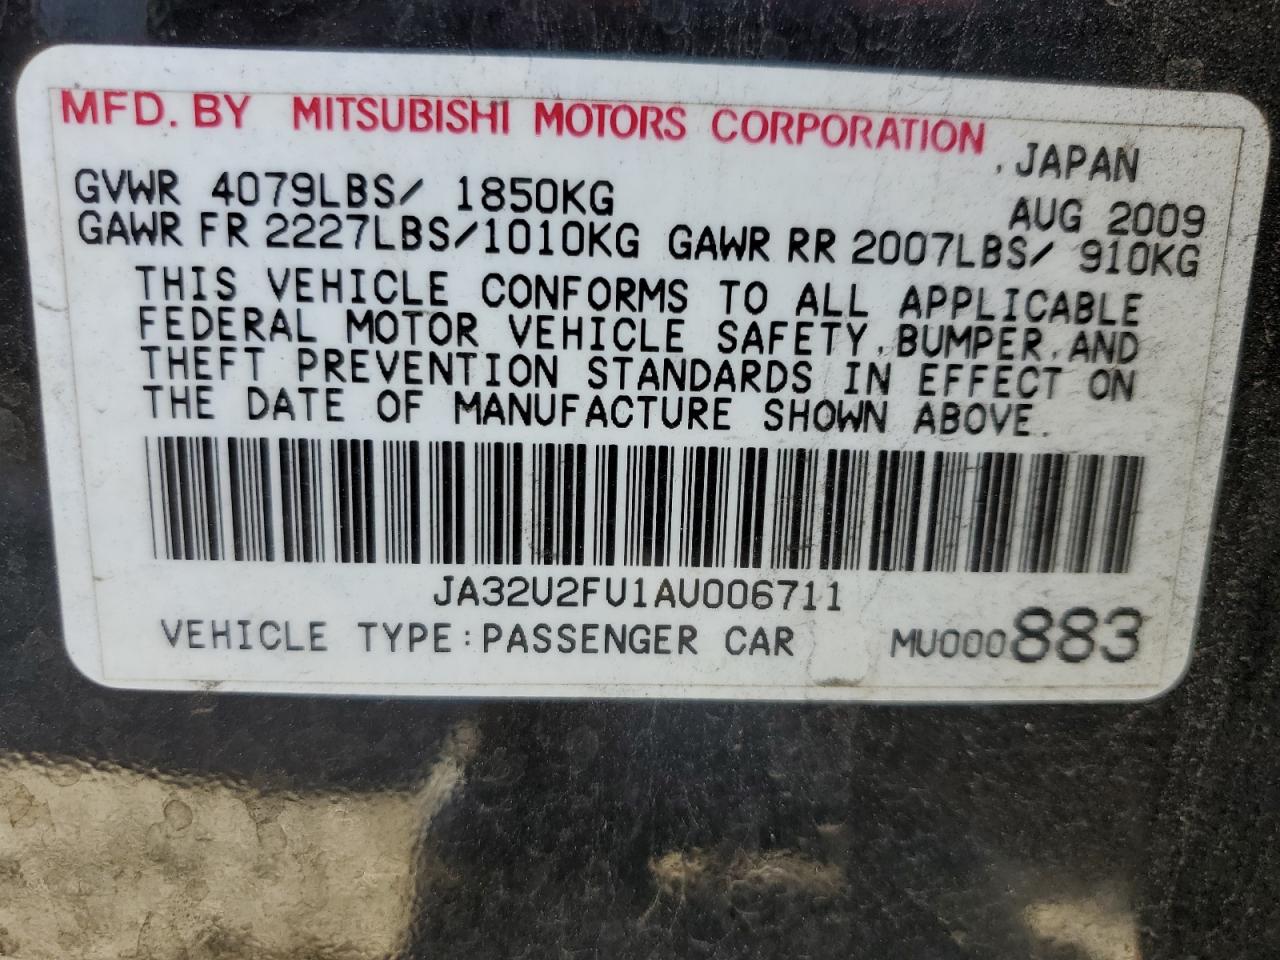 MFD. BY MITSUBISHI MOTORS CORPORATION
, JAPAN
GVWR 4079LBS/ 1850KG AUG 2009
GAWR FR 2227LBS/1010KG GAWR RR 2007LBS/ 910KG
THIS VEHICLE CONFORMS TO ALL APPLICABLE
FEDERAL MOTOR VEHICLE SAFETY, BUMPER, AND
THEFT PREVENTION STANDARDS IN EFFECT ON
THE DATE OF MANUFACTURE SHOWN ABOVE.
JA32U2FU1AU006711
VEHICLE TYPE:PASSENGER CAR MU000883